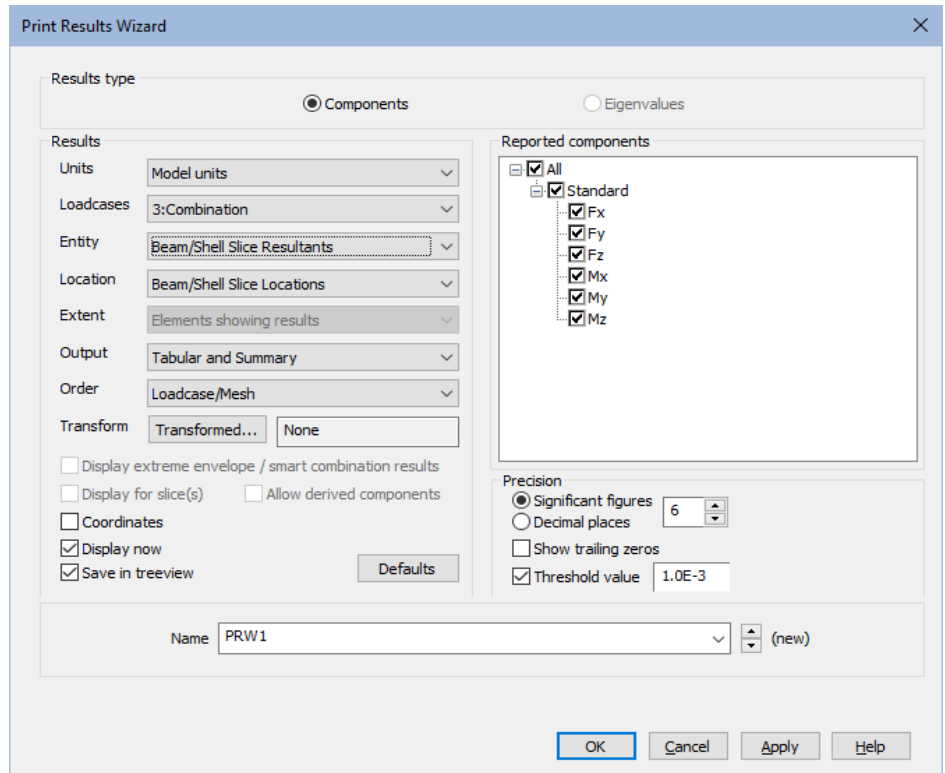 Print Results Wizard
Results type
Components
Eigenvalues
Results
Units
Model units
Loadcases
3:Combination
Entity
Beam/Shell Slice Resultants
Location
Beam/Shell Slice Locations
Extent
Elements showing results
Output
Tabular and Summary
Order
Loadcase/Mesh
Transform
Transformed...
None
Display extreme envelope / smart combination results
Display for slice(s)
Allow derived components
Coordinates
Display now
Save in treeview
Defaults
Reported components
All
Standard
Fx
Fy
Fz
Mx
My
Mz
Precision
Significant figures
Decimal places
6
Show trailing zeros
Threshold value
1.0E-3
Name
PRW1
(new)
OK
Cancel
Apply
Help